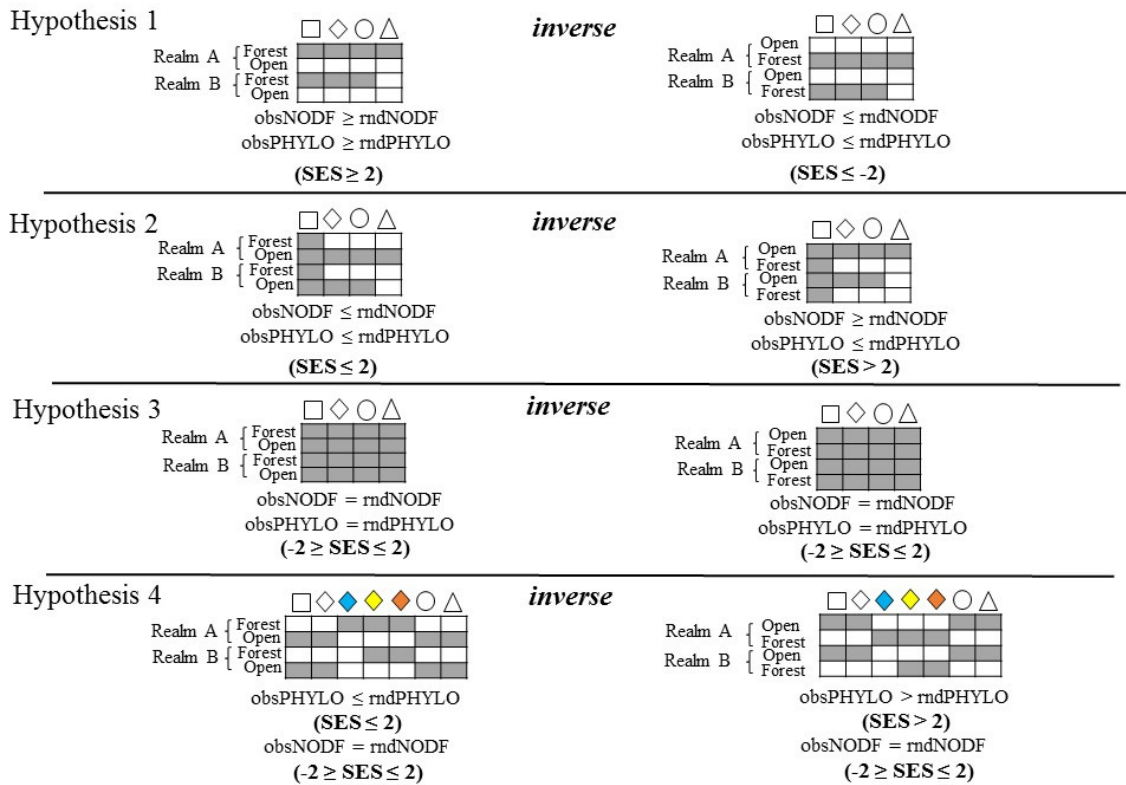 Hypothesis 1
inverse
Realm A
Forest
Open
Realm B
Forest
Open
obsNODF ≥ rndNODF
obsPHYLO ≥ rndPHYLO
(SES ≥ 2)
Realm A
Open
Forest
Realm B
Open
Forest
obsNODF ≤ rndNODF
obsPHYLO ≤ rndPHYLO
(SES ≤ -2)
Hypothesis 2
inverse
Realm A
Forest
Open
Realm B
Forest
Open
obsNODF ≤ rndNODF
obsPHYLO ≤ rndPHYLO
(SES ≤ 2)
Realm A
Open
Forest
Realm B
Open
Forest
obsNODF ≥ rndNODF
obsPHYLO ≤ rndPHYLO
(SES > 2)
Hypothesis 3
inverse
Realm A
Forest
Open
Realm B
Forest
Open
obsNODF = rndNODF
obsPHYLO = rndPHYLO
(-2 ≥ SES ≤ 2)
Realm A
Open
Forest
Realm B
Open
Forest
obsNODF = rndNODF
obsPHYLO = rndPHYLO
(-2 ≥ SES ≤ 2)
Hypothesis 4
inverse
Realm A
Forest
Open
Realm B
Forest
Open
obsPHYLO ≤ rndPHYLO
(SES ≤ 2)
obsNODF = rndNODF
(-2 ≥ SES ≤ 2)
Realm A
Open
Forest
Realm B
Open
Forest
obsPHYLO > rndPHYLO
(SES > 2)
obsNODF = rndNODF
(-2 ≥ SES ≤ 2)